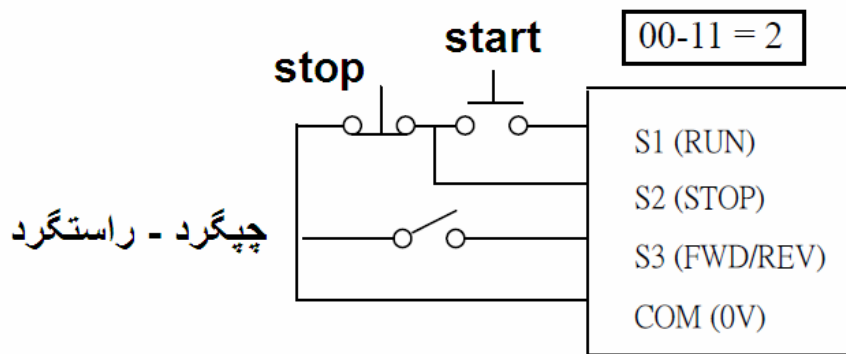 00-11 = 2
start
stop
S1 (RUN)
S2 (STOP)
چپگرد - راستگرد
S3 (FWD/REV)
COM (0V)